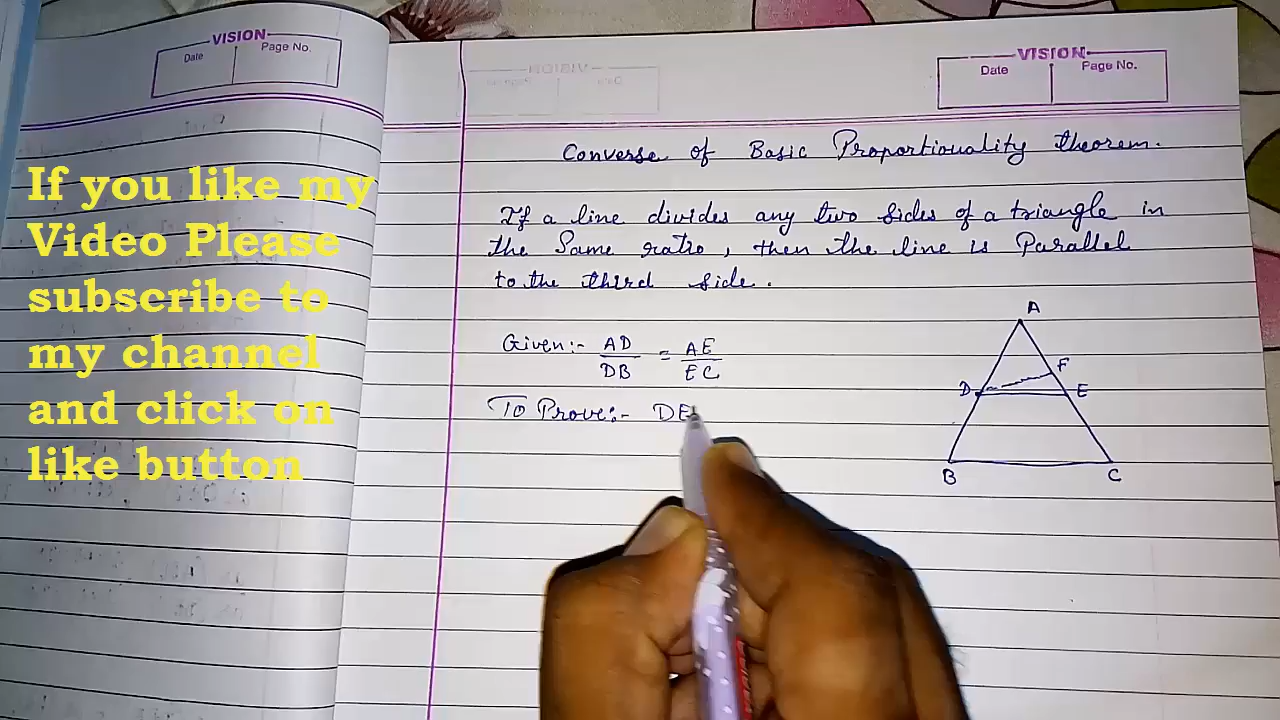 VISION
Date
Page No.
VISION
Date
Page No.
If you like my
Video Please
subscribe to
my channel
and click on
like button
Converse of Basic Proportionality theorem.
If a line divides any two sides of a triangle in
the Same ratio, then the line is Parallel
to the third side.
Given:- AD/DB = AE/EC
To Prove:- DE
A
F
D
E
B
C